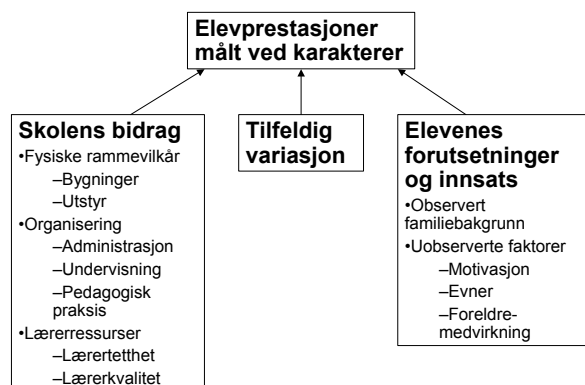 Elevprestasjoner
målt ved karakterer
Skolens bidrag
•Fysiske rammevilkår
–Bygninger
–Utstyr
•Organisering
–Administrasjon
–Undervisning
–Pedagogisk
praksis
•Lærerressurser
–Lærertetthet
–Lærerkvalitet
Tilfeldig
variasjon
Elevenes
forutsetninger
og innsats
•Observert
familiebakgrunn
•Uobserverte faktorer
–Motivasjon
–Evner
–Foreldre-
medvirkning